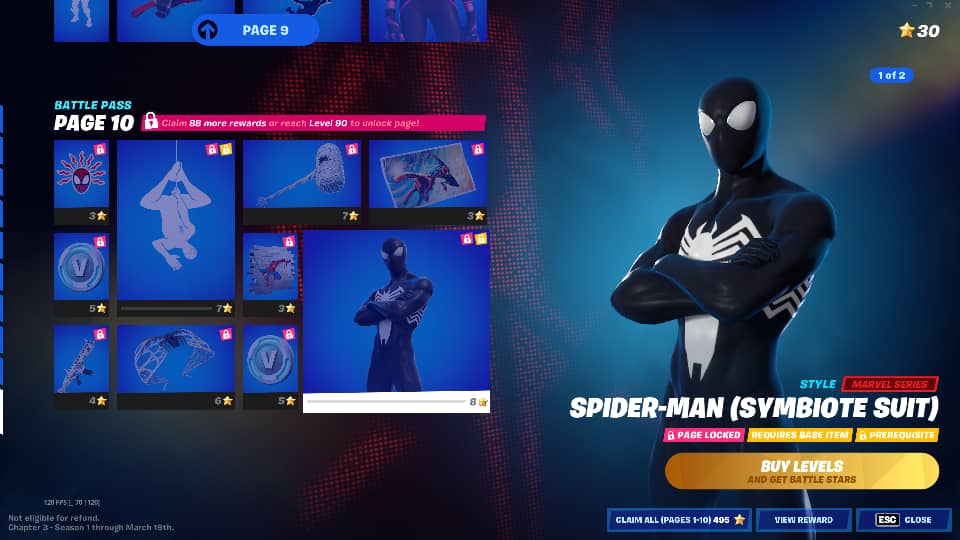 PAGE 9
30
1 of 2
BATTLE PASS
PAGE 10 Claim 88 more rewards or reach Level 90 to unlock page!
3
7
3
5
7
3
4
6
5
8
STYLE MARVEL SERIES
SPIDER-MAN (SYMBIOTE SUIT)
PAGE LOCKED REQUIRES BASE ITEM PREREQUISITE
BUY LEVELS
AND GET BATTLE STARS
120 FPS [_ 70 | 120]
Not eligible for refund.
Chapter 3 - Season 1 through March 19th.
CLAIM ALL (PAGES 1-10) 495 VIEW REWARD ESC CLOSE